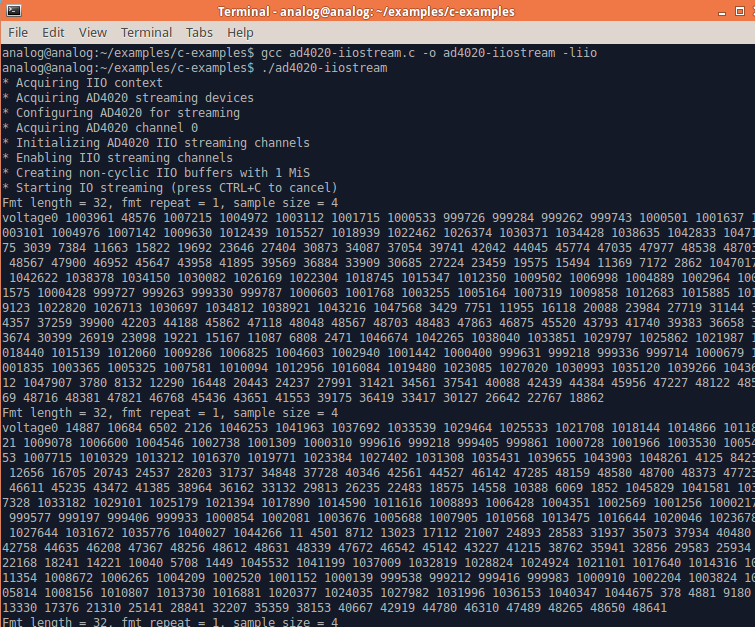 Terminal - analog@analog: ~/examples/c-examples
File Edit View Terminal Tabs Help
analog@analog:~/examples/c-examples$ gcc ad4020-iiostream.c -o ad4020-iiostream -liio
analog@analog:~/examples/c-examples$ ./ad4020-iiostream
* Acquiring IIO context
* Acquiring AD4020 streaming devices
* Configuring AD4020 for streaming
* Acquiring AD4020 channel 0
* Initializing AD4020 IIO streaming channels
* Enabling IIO streaming channels
* Creating non-cyclic IIO buffers with 1 MiS
* Starting IO streaming (press CTRL+C to cancel)
Fmt length = 32, fmt repeat = 1, sample size = 4
voltage0 1003961 48576 1007215 1004972 1003112 1001715 1000533 999726 999284 999262 999743 1000501 1001637 1
003101 1004976 1007142 1009630 1012439 1015527 1018939 1022462 1026374 1030371 1034428 1038635 1042833 10471
75 3039 7384 11663 15822 19692 23646 27404 30873 34087 37054 39741 42042 44045 45774 47035 47977 48538 48703
48567 47900 46952 45647 43958 41895 39569 36884 33909 30685 27224 23459 19575 15494 11369 7172 2862 1047017
1042622 1038378 1034150 1030082 1026169 1022304 1018745 1015347 1012350 1009502 1006998 1004889 1002964 100
1575 1000428 999727 999263 999330 999787 1000603 1001768 1003255 1005164 1007319 1009858 1012683 1015885 101
9123 1022820 1026713 1030697 1034812 1038921 1043216 1047568 3429 7751 11955 16118 20088 23984 27719 31144 3
4357 37259 39900 42203 44188 45862 47118 48048 48567 48703 48483 47863 46875 45520 43793 41740 39383 36658 3
3674 30399 26919 23098 19221 15167 11087 6808 2471 1046674 1042265 1038040 1033851 1029797 1025862 1021987 1
018440 1015139 1012060 1009286 1006825 1004603 1002940 1001442 1000400 999631 999218 999336 999714 1000679 1
001835 1003365 1005325 1007581 1010094 1012956 1016084 1019480 1023085 1027020 1030993 1035120 1039266 10436
12 1047907 3780 8132 12290 16448 20443 24237 27991 31421 34561 37541 40088 42439 44384 45956 47227 48122 485
69 48716 48381 47821 46768 45436 43651 41553 39175 36419 33417 30127 26642 22767 18862
Fmt length = 32, fmt repeat = 1, sample size = 4
voltage0 14887 10684 6502 2126 1046253 1041963 1037692 1033539 1029464 1025533 1021708 1018144 1014866 10118
21 1009078 1006600 1004546 1002738 1001309 1000310 999616 999218 999405 999861 1000728 1001966 1003530 10054
53 1007715 1010329 1013212 1016370 1019771 1023384 1027402 1031308 1035431 1039655 1043903 1048261 4125 8423
12656 16705 20743 24537 28203 31737 34848 37728 40346 42561 44527 46142 47285 48159 48580 48700 48373 47723
46611 45235 43472 41385 38964 36162 33132 29813 26235 22483 18575 14558 10388 6069 1852 1045829 1041581 103
7328 1033182 1029101 1025179 1021394 1017890 1014590 1011616 1008893 1006428 1004351 1002569 1001256 1000217
999577 999197 999406 999933 1000854 1002081 1003676 1005688 1007905 1010568 1013475 1016644 1020046 1023678
1027644 1031672 1035776 1040027 1044266 11 4501 8712 13023 17112 21007 24893 28583 31937 35073 37934 40480
42758 44635 46208 47367 48256 48612 48631 48339 47672 46542 45142 43227 41215 38762 35941 32856 29583 25934
22168 18241 14221 10040 5708 1449 1045532 1041199 1037009 1032819 1028824 1024924 1021101 1017640 1014316 10
11354 1008672 1006265 1004209 1002520 1001152 1000139 999538 999212 999416 999983 1000910 1002204 1003824 10
05814 1008156 1010807 1013730 1016881 1020377 1024035 1027982 1031996 1036153 1040347 1044675 378 4881 9180
13330 17376 21310 25141 28841 32207 35359 38153 40667 42919 44780 46310 47489 48265 48650 48641
Fmt length = 32, fmt repeat = 1, sample size = 4